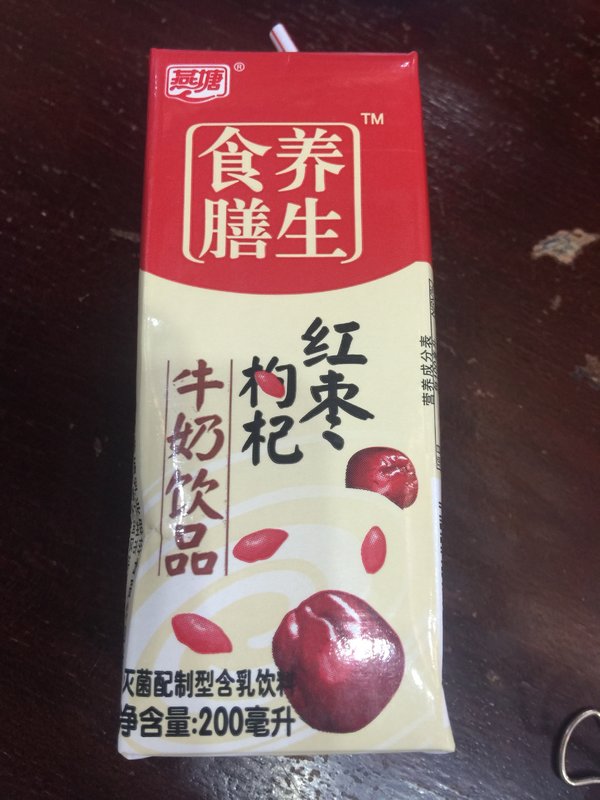 燕塘®
养生
食膳
TM
红枣
枸杞
牛奶饮品
营养成分表
灭菌配制型含乳饮料
净含量:200毫升